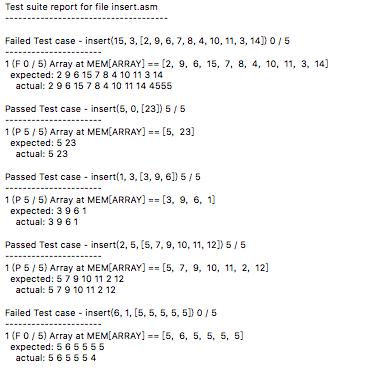 Test suite report for file insert.asm
---------------------------------------
Failed Test case - insert(15, 3, [2, 9, 6, 7, 8, 4, 10, 11, 3, 14]) 0 / 5
-----------------------
1 (F 0 / 5) Array at MEM[ARRAY] == [2, 9, 6, 15, 7, 8, 4, 10, 11, 3, 14]
expected: 2 9 6 15 7 8 4 10 11 3 14
actual: 2 9 6 15 7 8 4 10 11 14 4555
Passed Test case - insert(5, 0, [23]) 5 / 5
-----------------------
1 (P 5 / 5) Array at MEM[ARRAY] == [5, 23]
expected: 5 23
actual: 5 23
Passed Test case - insert(1, 3, [3, 9, 6]) 5 / 5
-----------------------
1 (P 5 / 5) Array at MEM[ARRAY] == [3, 9, 6, 1]
expected: 3 9 6 1
actual: 3 9 6 1
Passed Test case - insert(2, 5, [5, 7, 9, 10, 11, 12]) 5 / 5
-----------------------
1 (P 5 / 5) Array at MEM[ARRAY] == [5, 7, 9, 10, 11, 2, 12]
expected: 5 7 9 10 11 2 12
actual: 5 7 9 10 11 2 12
Failed Test case - insert(6, 1, [5, 5, 5, 5, 5]) 0 / 5
-----------------------
1 (F 0 / 5) Array at MEM[ARRAY] == [5, 6, 5, 5, 5, 5]
expected: 5 6 5 5 5 5
actual: 5 6 5 5 5 4